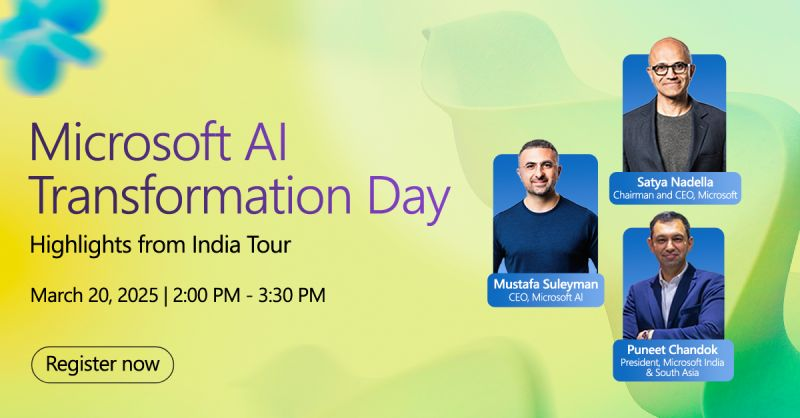 Microsoft AI
Transformation Day
Highlights from India Tour
March 20, 2025 | 2:00 PM - 3:30 PM
Register now
Satya Nadella
Chairman and CEO, Microsoft
Mustafa Suleyman
CEO, Microsoft AI
Puneet Chandok
President, Microsoft India
& South Asia